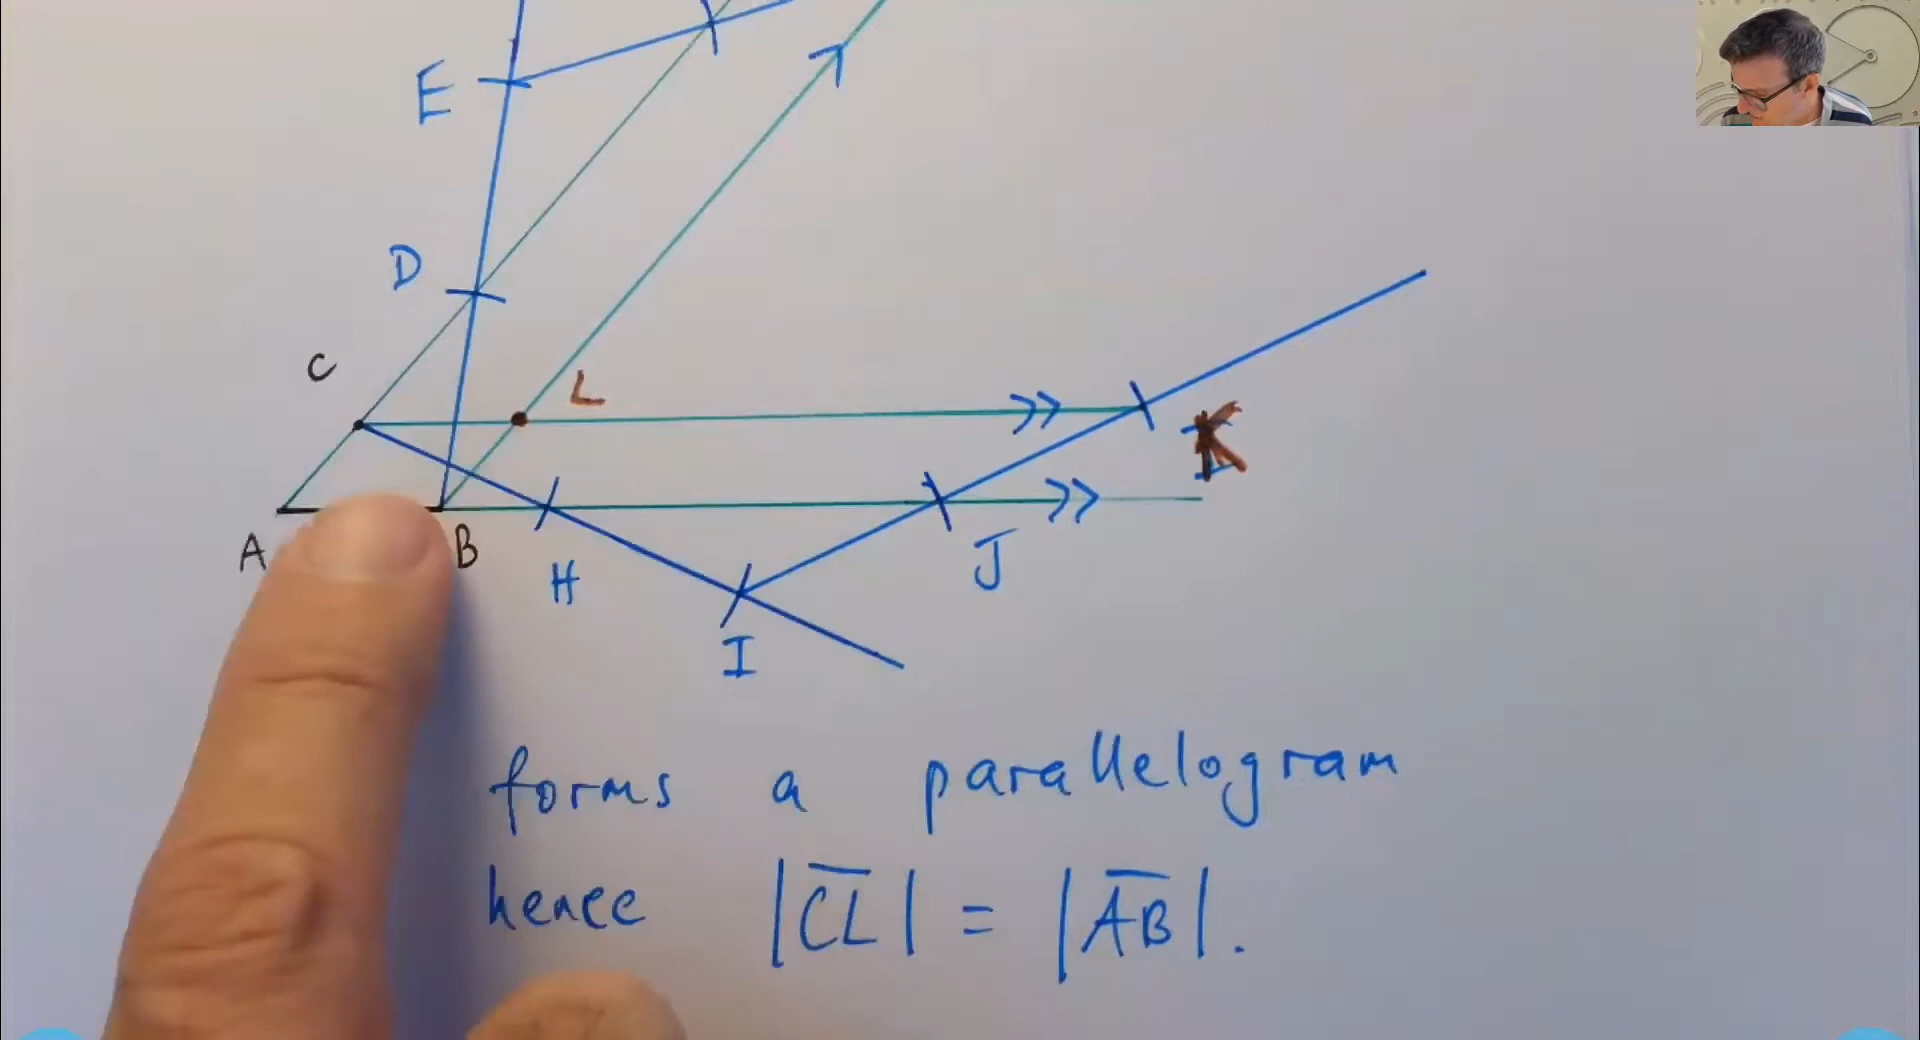 E
D
C
L
K
A
B
H
J
I
forms a parallelogram
hence |CL| = |AB|.